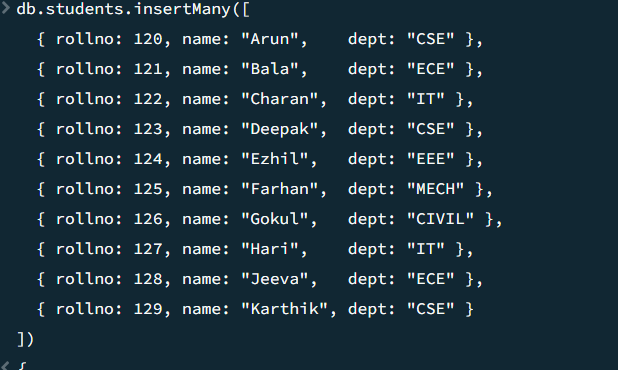 > db.students.insertMany([
  { rollno: 120, name: "Arun",    dept: "CSE" },
  { rollno: 121, name: "Bala",    dept: "ECE" },
  { rollno: 122, name: "Charan",  dept: "IT" },
  { rollno: 123, name: "Deepak",  dept: "CSE" },
  { rollno: 124, name: "Ezhil",   dept: "EEE" },
  { rollno: 125, name: "Farhan",  dept: "MECH" },
  { rollno: 126, name: "Gokul",   dept: "CIVIL" },
  { rollno: 127, name: "Hari",    dept: "IT" },
  { rollno: 128, name: "Jeeva",   dept: "ECE" },
  { rollno: 129, name: "Karthik", dept: "CSE" }
])
< {